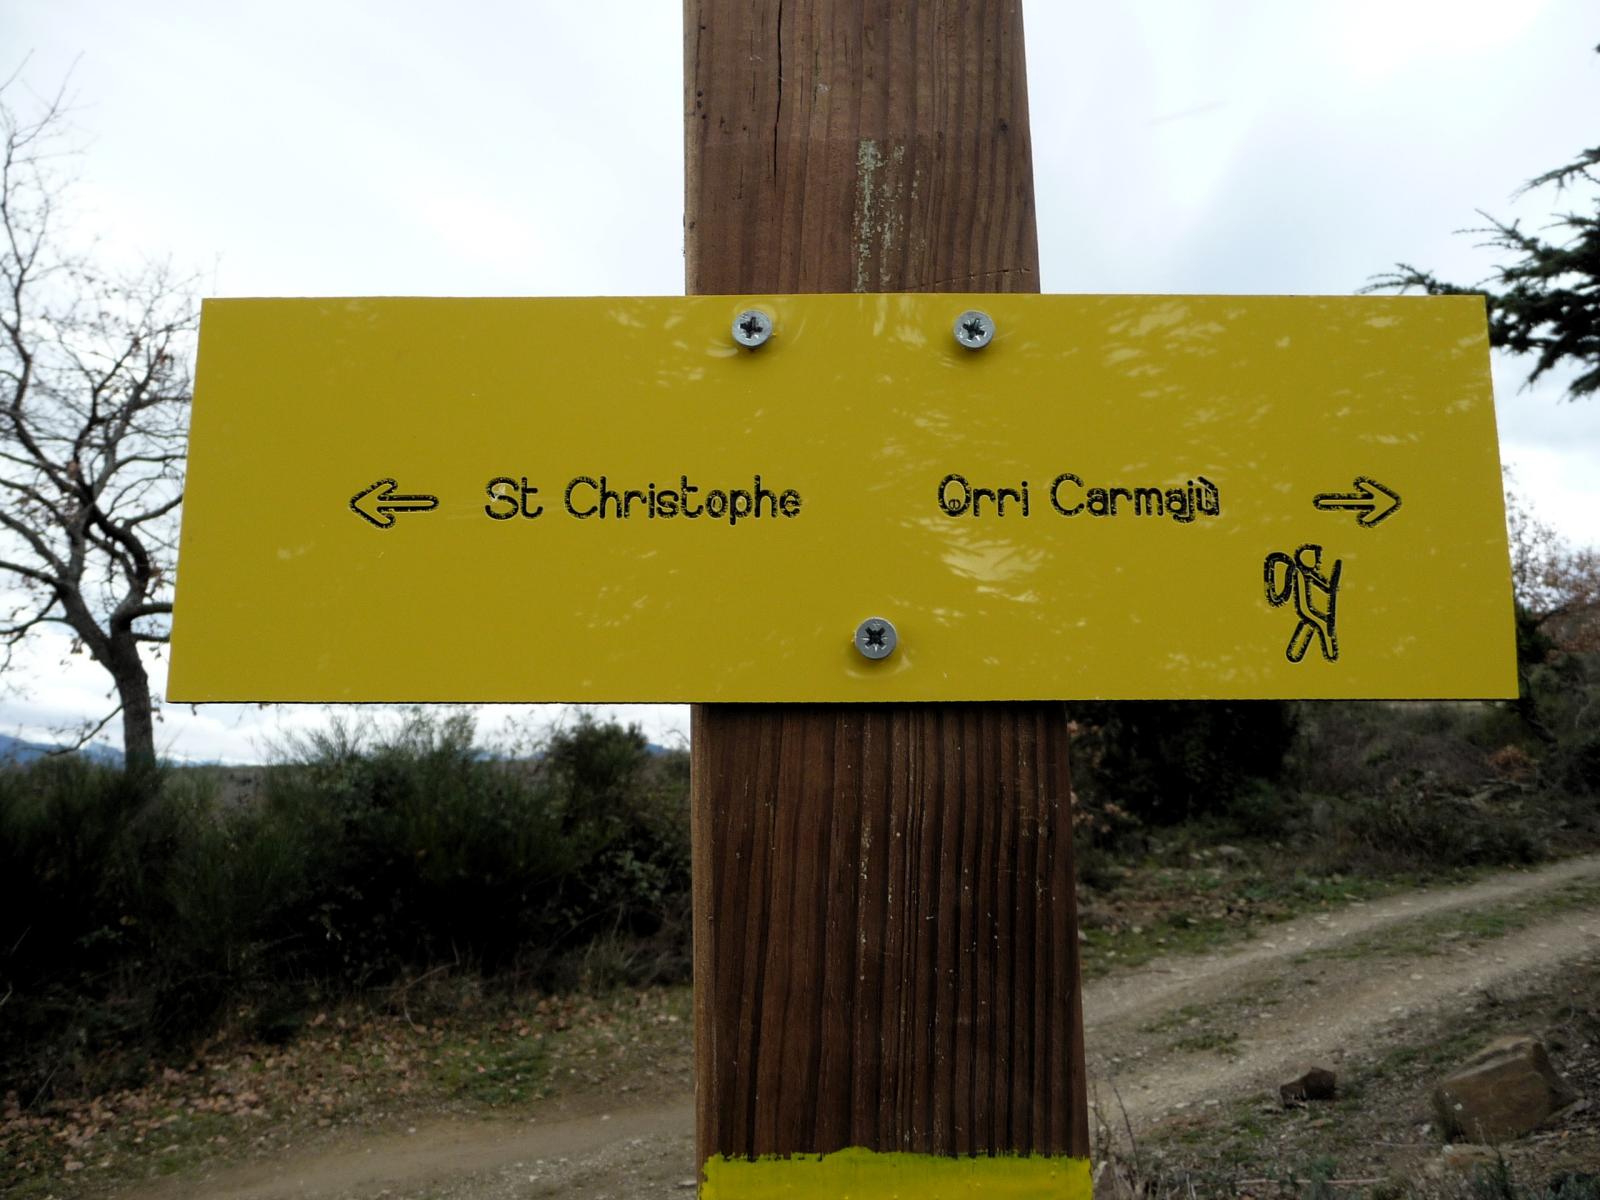 ← St Christophe Orri Carmajù →